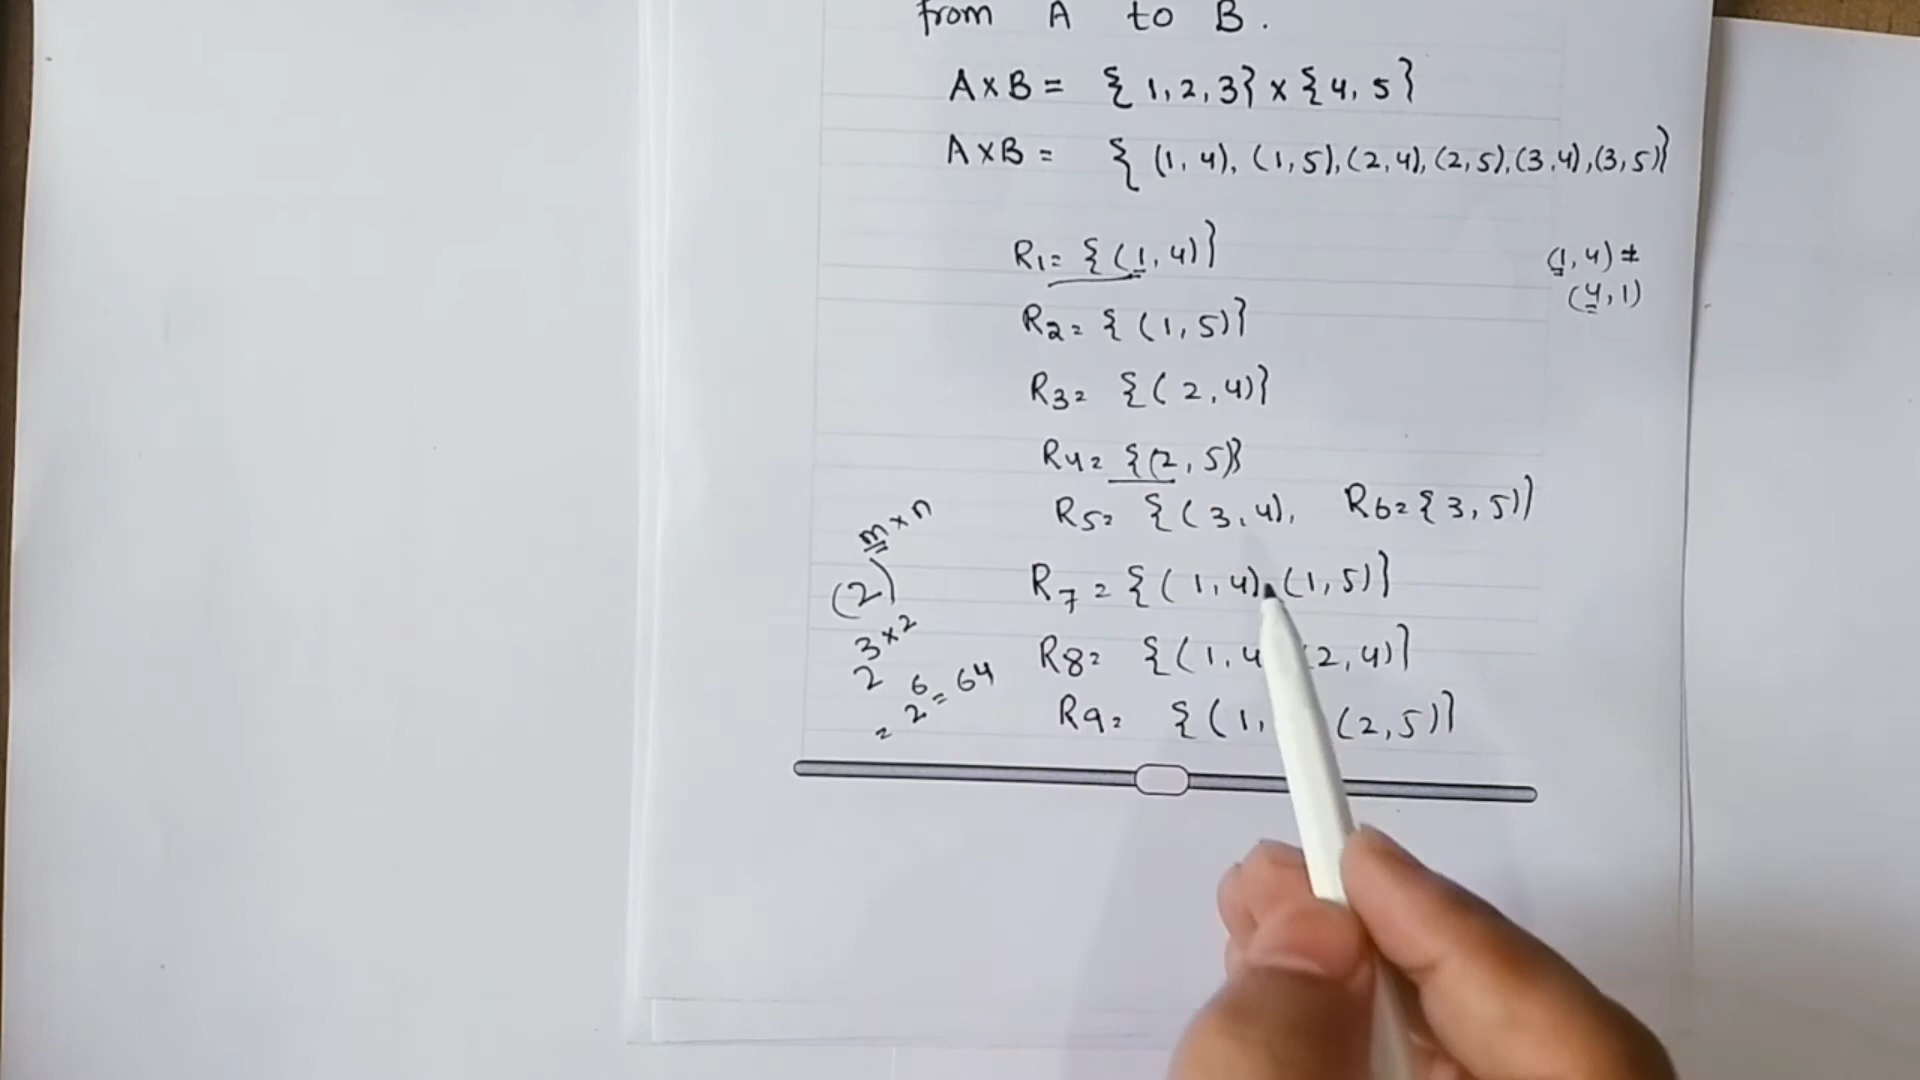 from A to B.
A×B = { 1, 2, 3} × { 4, 5}
A×B = { (1, 4), (1, 5), (2, 4), (2, 5), (3, 4), (3, 5)}
R1= {(1, 4)}
(1, 4) ≠
(4, 1)
R2= { (1, 5)}
R3= {( 2, 4)}
R4= {(2, 5)}
R5= {( 3, 4), R6= { 3, 5)}
R7 = {( 1, 4), (1, 5)}
R8= {(1, 4 (2, 4)}
R9= {(1, (2, 5)}
(2) m×n
2 3×2
= 2 6 = 64